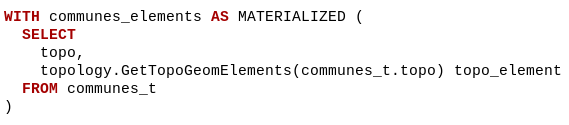 WITH communes_elements AS MATERIALIZED (
  SELECT
    topo,
    topology.GetTopoGeomElements(communes_t.topo) topo_element
  FROM communes_t
)